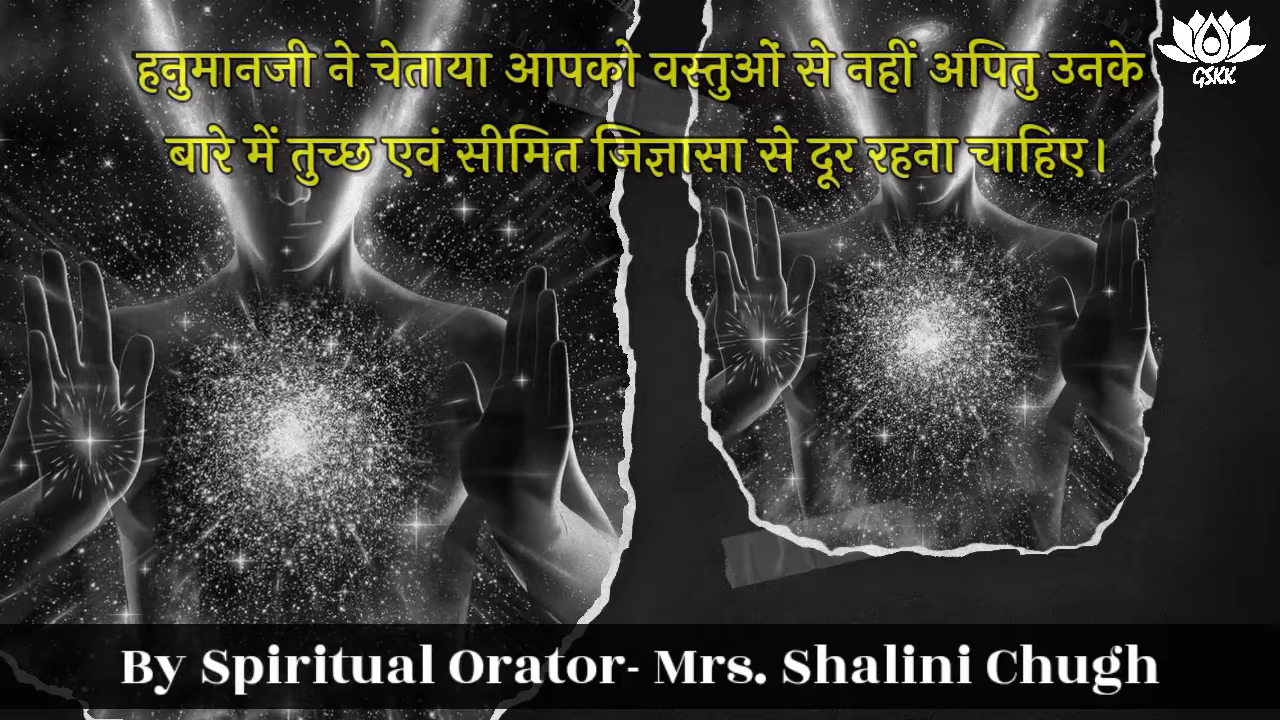 हनुमानजी ने चेताया आपको वस्तुओं से नहीं अपितु उनके
बारे में तुच्छ एवं सीमित जिज्ञासा से दूर रहना चाहिए।
GSKK
By Spiritual Orator- Mrs. Shalini Chugh